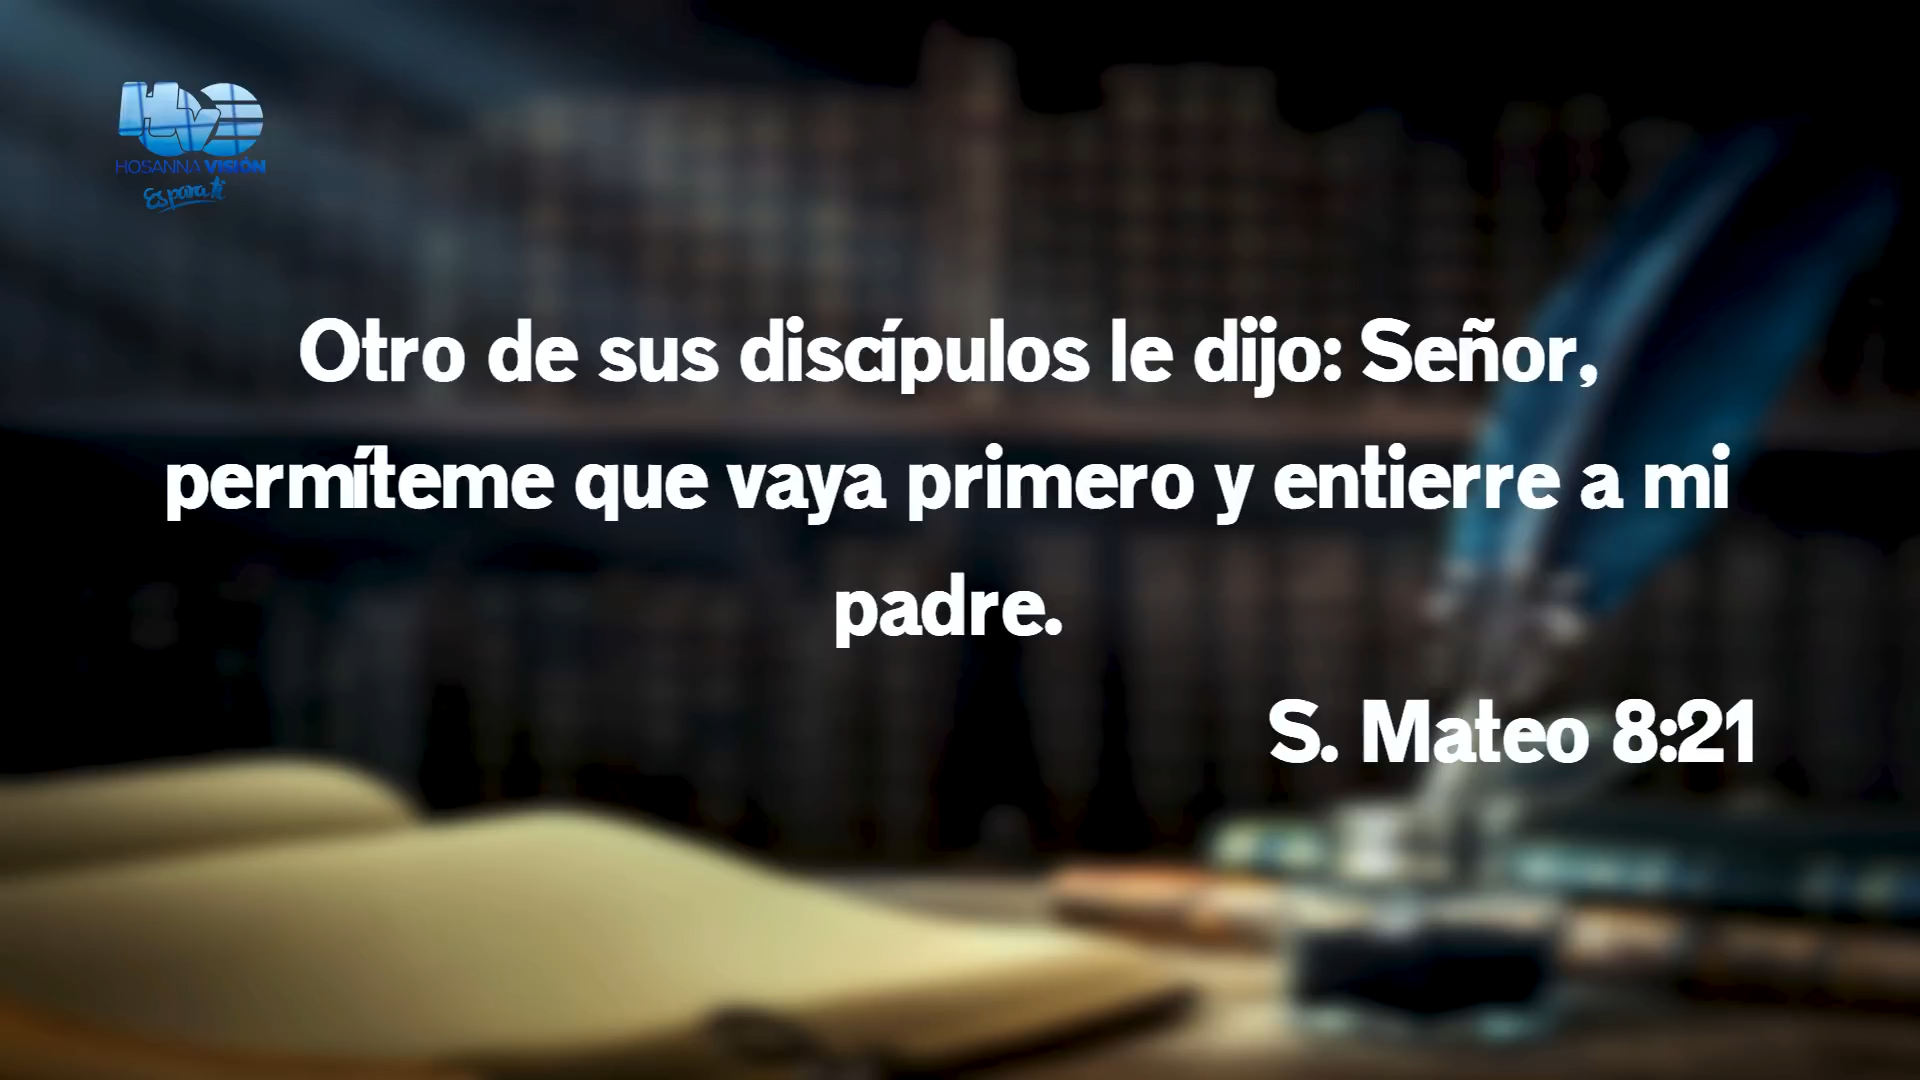 HVO
HOSANNA VISIÓN
Es para ti
Otro de sus discípulos le dijo: Señor,
permíteme que vaya primero y entierre a mi
padre.
S. Mateo 8:21